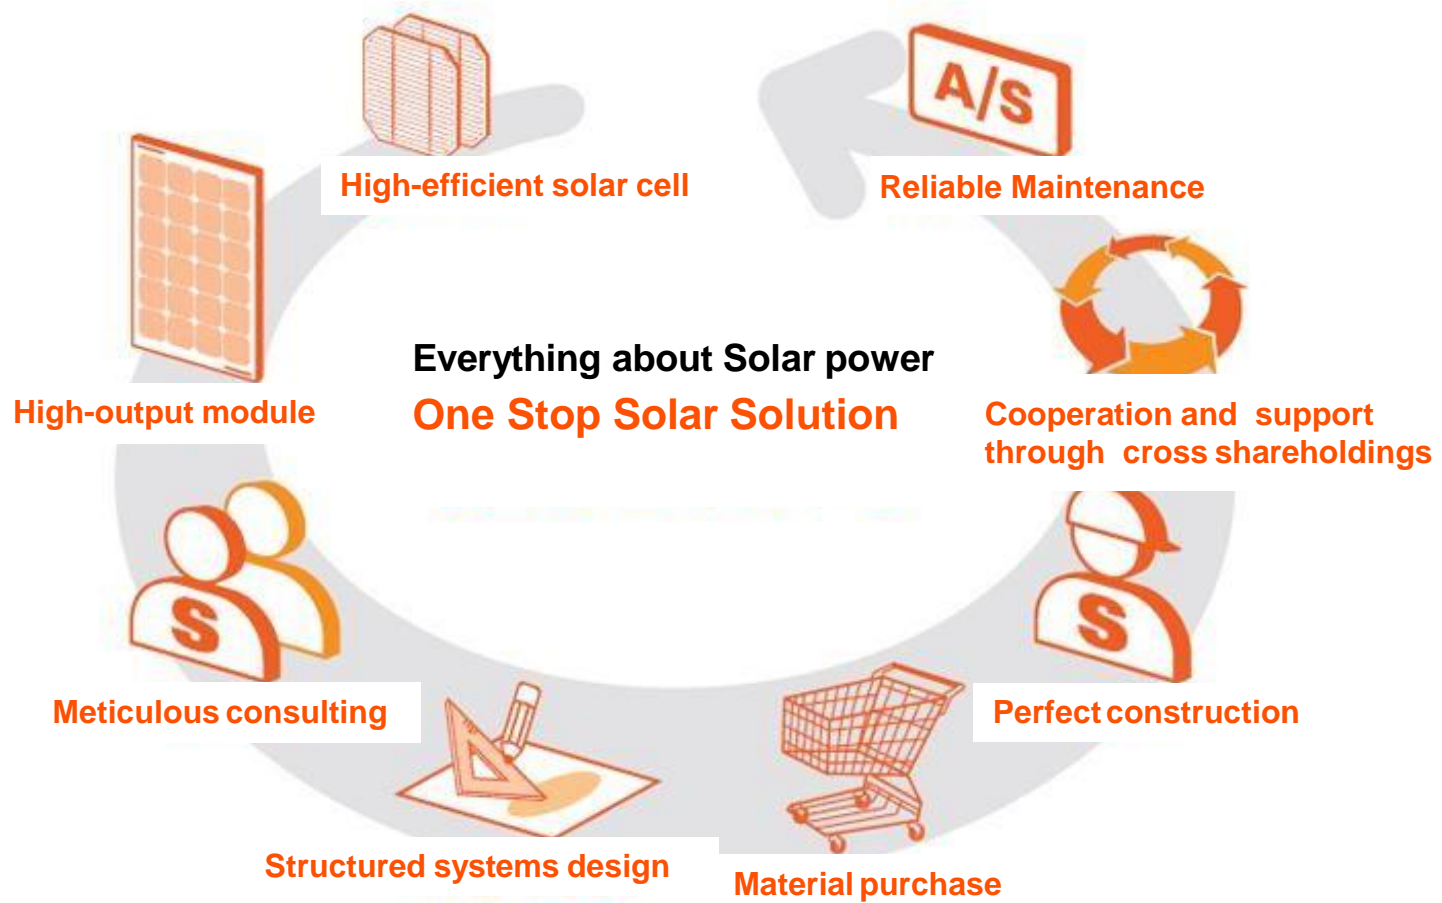 A/S
High-efficient solar cell
Reliable Maintenance
Everything about Solar power
One Stop Solar Solution
High-output module
Cooperation and support
through cross shareholdings
S
S
Meticulous consulting
Perfect construction
Structured systems design
Material purchase